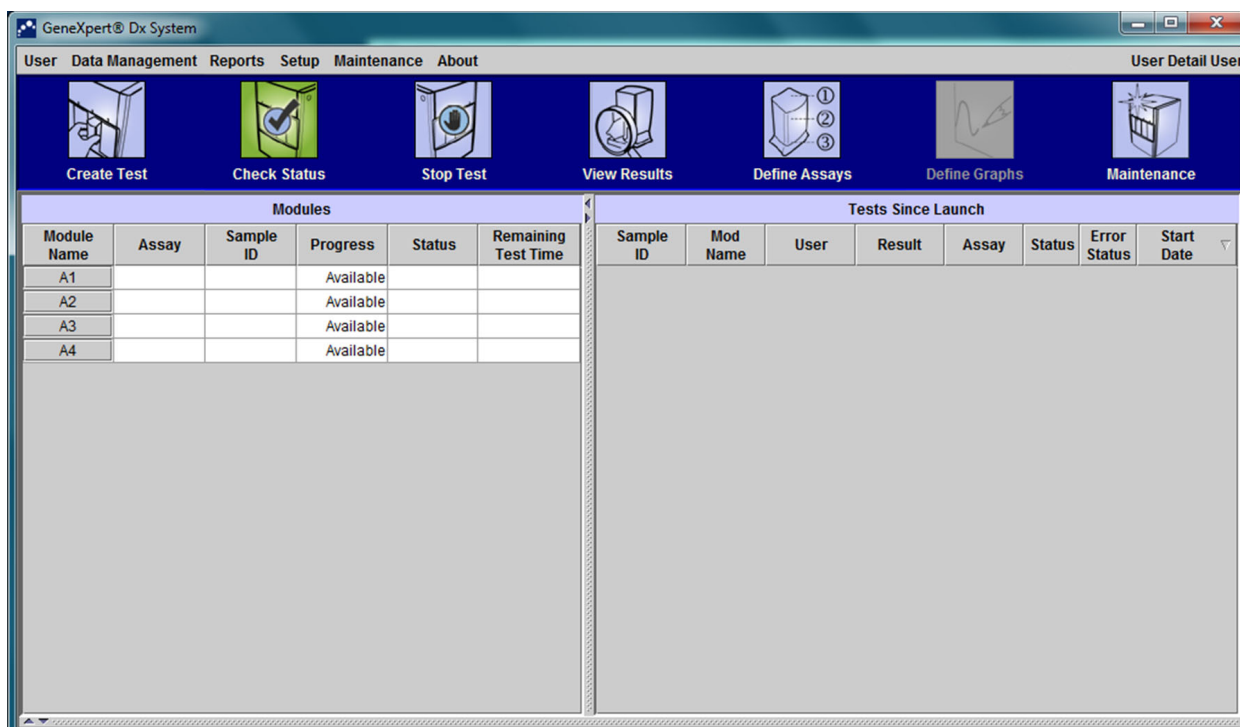 GeneXpert® Dx System
User Data Management Reports Setup Maintenance About User Detail User
① ② ③
Create Test Check Status Stop Test View Results Define Assays Define Graphs Maintenance
Modules
Module Name Assay Sample ID Progress Status Remaining Test Time
A1 Available
A2 Available
A3 Available
A4 Available
Tests Since Launch
Sample ID Mod Name User Result Assay Status Error Status Start Date